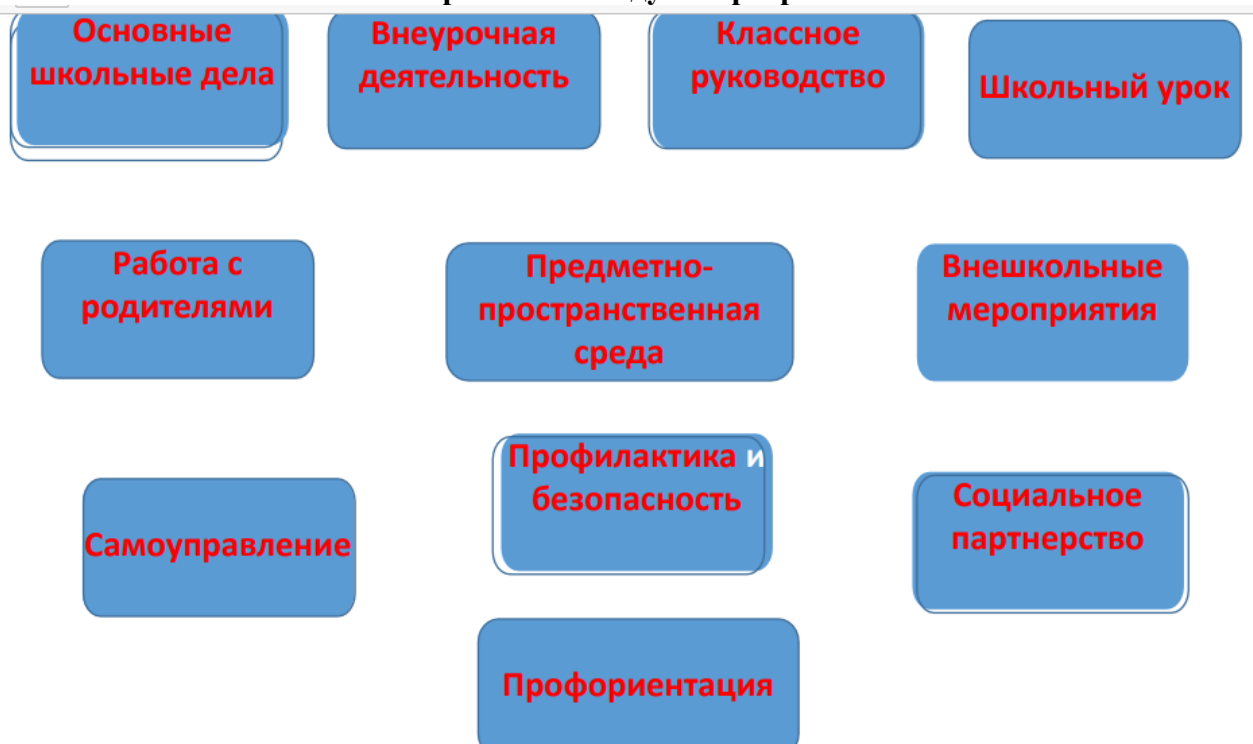 Основные
школьные дела
Внеурочная
деятельность
Классное
руководство
Школьный урок
Работа с
родителями
Предметно-
пространственная
среда
Внешкольные
мероприятия
Самоуправление
Профилактика и
безопасность
Социальное
партнерство
Профориентация